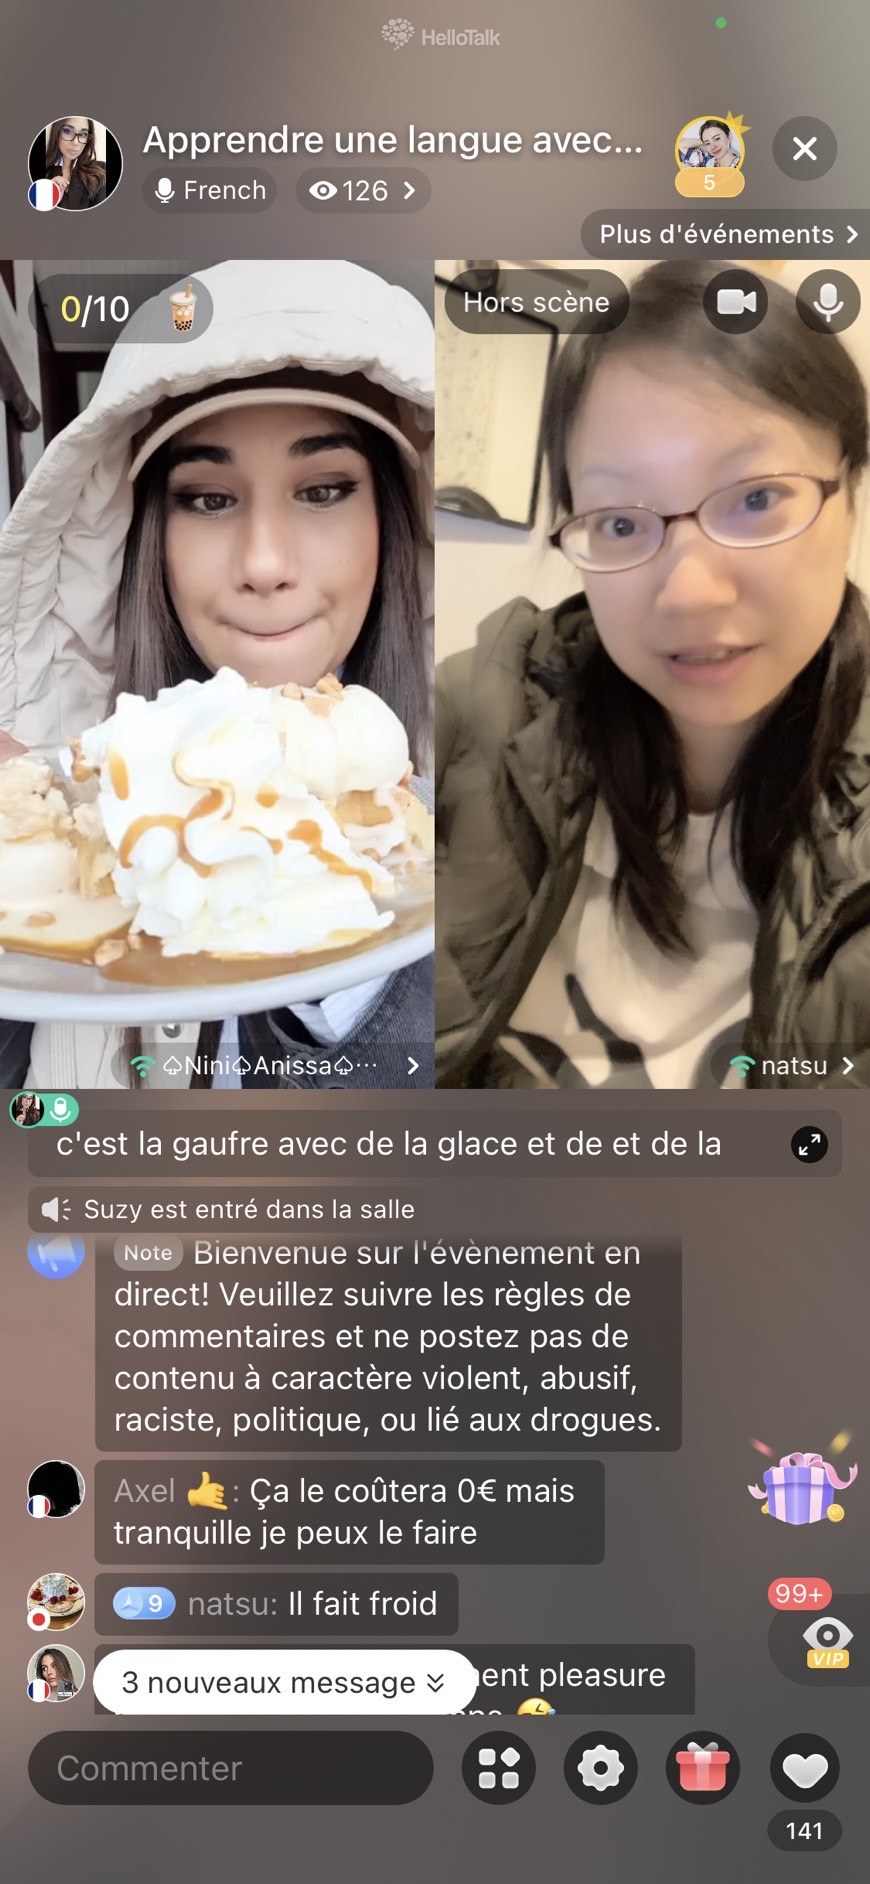 HelloTalk
Apprendre une langue avec...
French
126
5
Plus d'événements
0/10
Hors scène
♤Nini♤Anissa♤···
natsu
c'est la gaufre avec de la glace et de et de la
Suzy est entré dans la salle
Note Bienvenue sur l'évènement en
direct! Veuillez suivre les règles de
commentaires et ne postez pas de
contenu à caractère violent, abusif,
raciste, politique, ou lié aux drogues.
Axel 🤙: Ça le coûtera 0€ mais
tranquille je peux le faire
9 natsu: Il fait froid
99+
VIP
3 nouveaux message
pleasure
Commenter
141